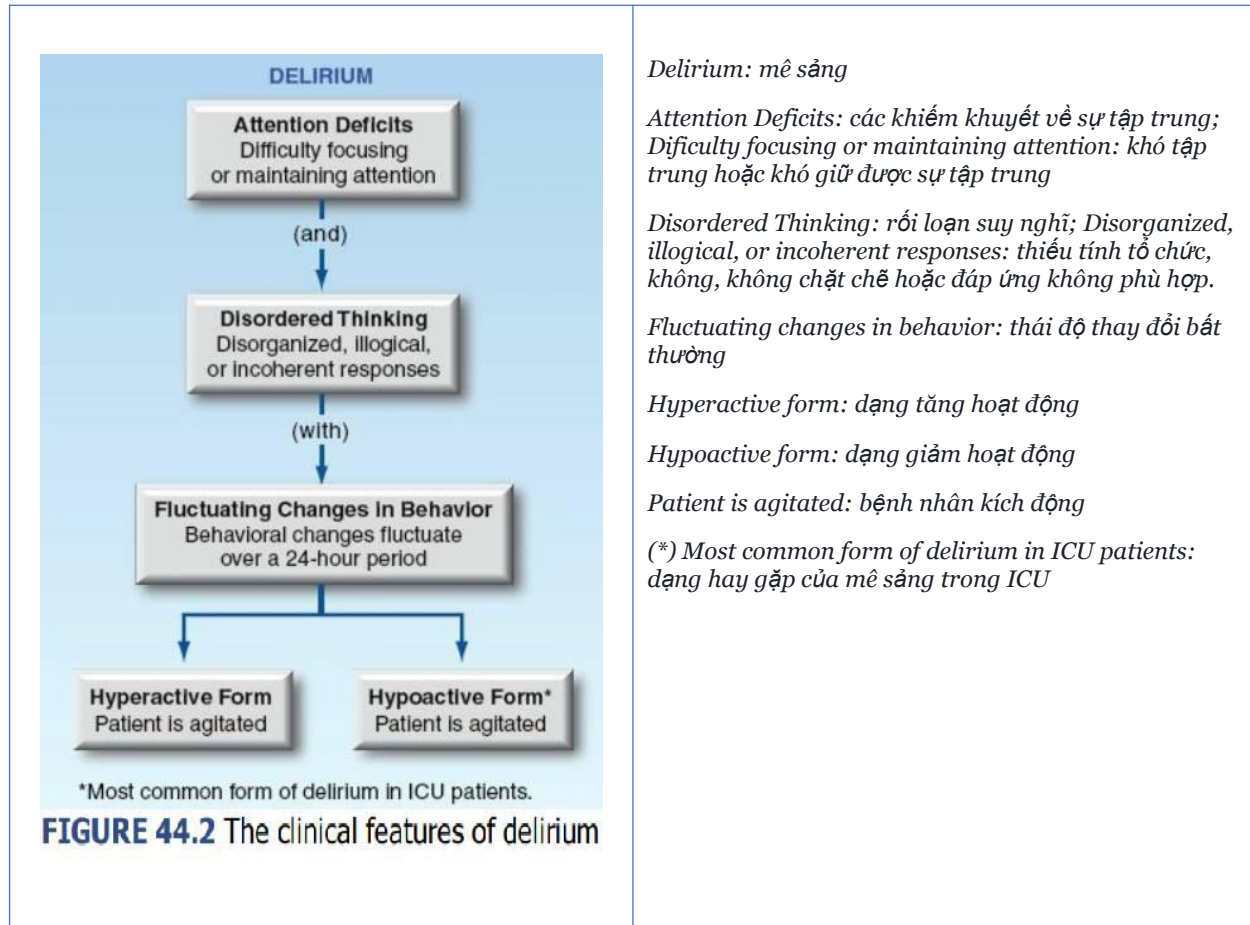 DELIRIUM
Attention Deficits
Difficulty focusing
or maintaining attention
(and)
Disordered Thinking
Disorganized, illogical,
or incoherent responses
(with)
Fluctuating Changes in Behavior
Behavioral changes fluctuate
over a 24-hour period
Hyperactive Form
Patient is agitated
Hypoactive Form*
Patient is agitated
*Most common form of delirium in ICU patients.
FIGURE 44.2 The clinical features of delirium
Delirium: mê sảng
Attention Deficits: các khiếm khuyết về sự tập trung;
Dificulty focusing or maintaining attention: khó tập
trung hoặc khó giữ được sự tập trung
Disordered Thinking: rối loạn suy nghĩ; Disorganized,
illogical, or incoherent responses: thiếu tính tổ chức,
không, không chặt chẽ hoặc đáp ứng không phù hợp.
Fluctuating changes in behavior: thái độ thay đổi bất
thường
Hyperactive form: dạng tăng hoạt động
Hypoactive form: dạng giảm hoạt động
Patient is agitated: bệnh nhân kích động
(*) Most common form of delirium in ICU patients:
dạng hay gặp của mê sảng trong ICU